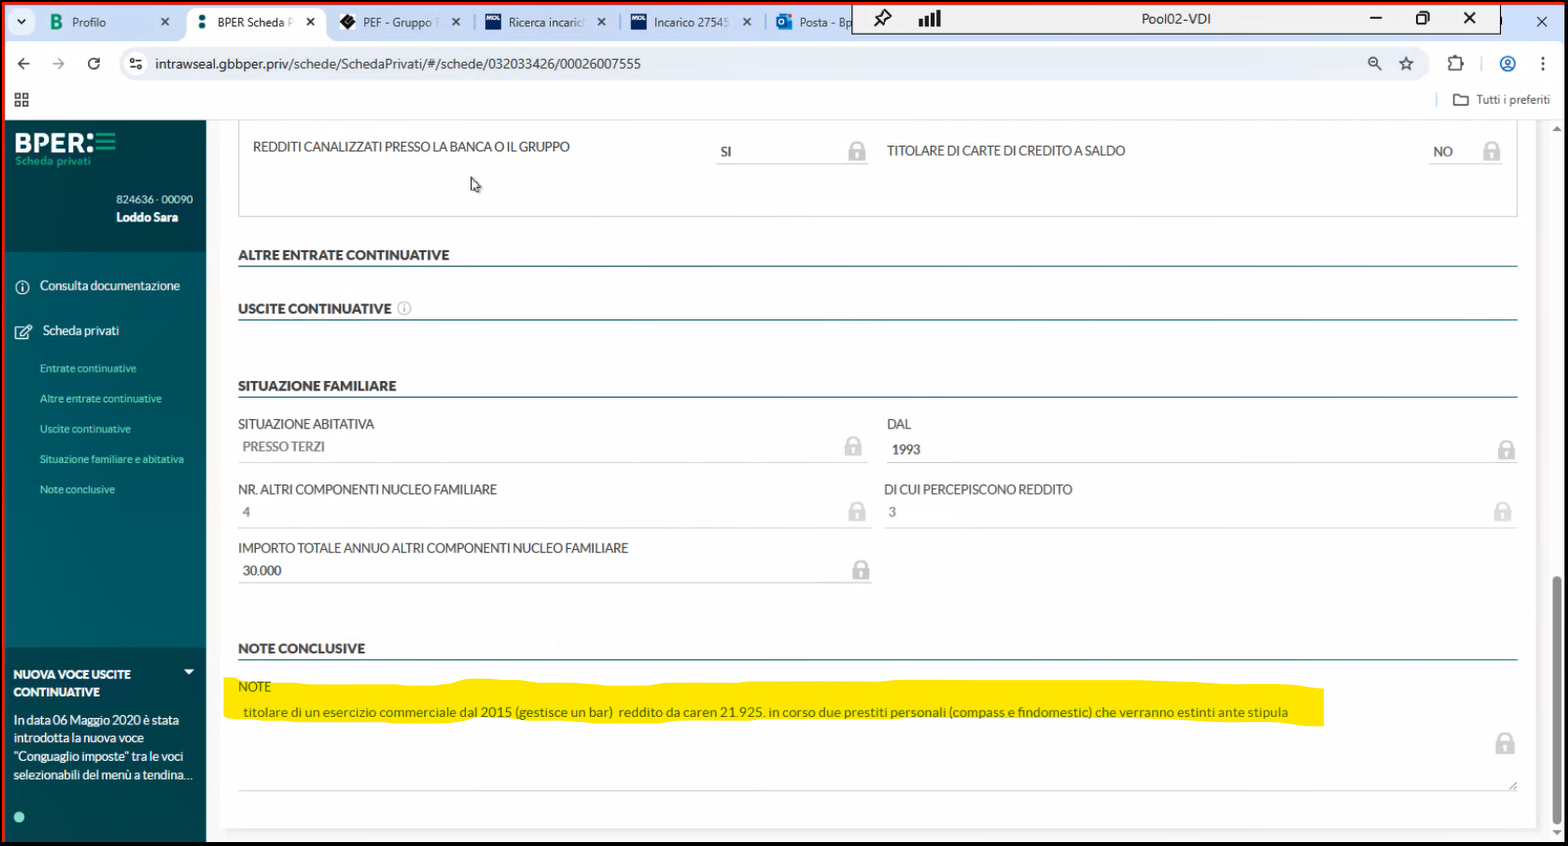 Profilo
BPER Scheda P
PEF - Gruppo
Ricerca incaric
Incarico 27545
Posta - Bp
Pool02-VDI
intrawseal.gbbper.priv/schede/SchedaPrivati/#/schede/032033426/00026007555
Tutti i preferiti
BPER:
Scheda privati
824636 - 00090
Loddo Sara
Consulta documentazione
Scheda privati
Entrate continuative
Altre entrate continuative
Uscite continuative
Situazione familiare e abitativa
Note conclusive
NUOVA VOCE USCITE
CONTINUATIVE
In data 06 Maggio 2020 è stata
introdotta la nuova voce
"Conguaglio imposte" tra le voci
selezionabili del menù a tendina...
REDDITI CANALIZZATI PRESSO LA BANCA O IL GRUPPO
SI
TITOLARE DI CARTE DI CREDITO A SALDO
NO
ALTRE ENTRATE CONTINUATIVE
USCITE CONTINUATIVE
SITUAZIONE FAMILIARE
SITUAZIONE ABITATIVA
PRESSO TERZI
DAL
1993
NR. ALTRI COMPONENTI NUCLEO FAMILIARE
4
DI CUI PERCEPISCONO REDDITO
3
IMPORTO TOTALE ANNUO ALTRI COMPONENTI NUCLEO FAMILIARE
30.000
NOTE CONCLUSIVE
NOTE
titolare di un esercizio commerciale dal 2015 (gestisce un bar) reddito da caren 21.925. in corso due prestiti personali (compass e findomestic) che verranno estinti ante stipula